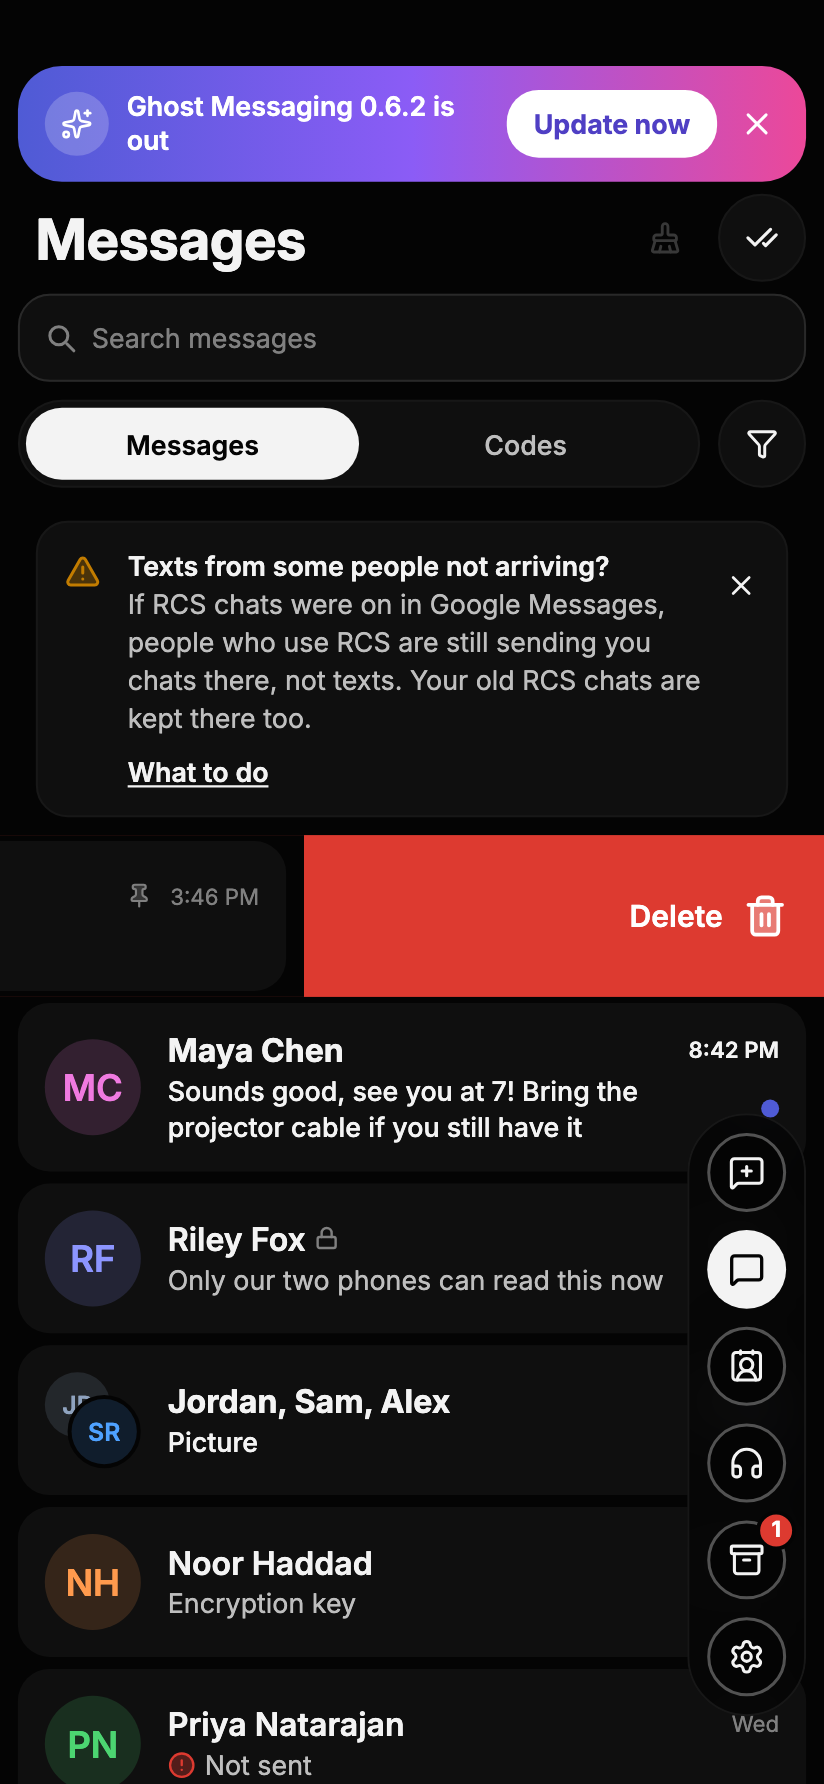 Ghost Messaging 0.6.2 is
out
Update now
Messages
Search messages
Messages
Codes
Texts from some people not arriving?
If RCS chats were on in Google Messages,
people who use RCS are still sending you
chats there, not texts. Your old RCS chats are
kept there too.
What to do
3:46 PM
Delete
MC
Maya Chen
8:42 PM
Sounds good, see you at 7! Bring the
projector cable if you still have it
RF
Riley Fox
Only our two phones can read this now
SR
Jordan, Sam, Alex
Picture
1
NH
Noor Haddad
Encryption key
PN
Priya Natarajan
Wed
Not sent